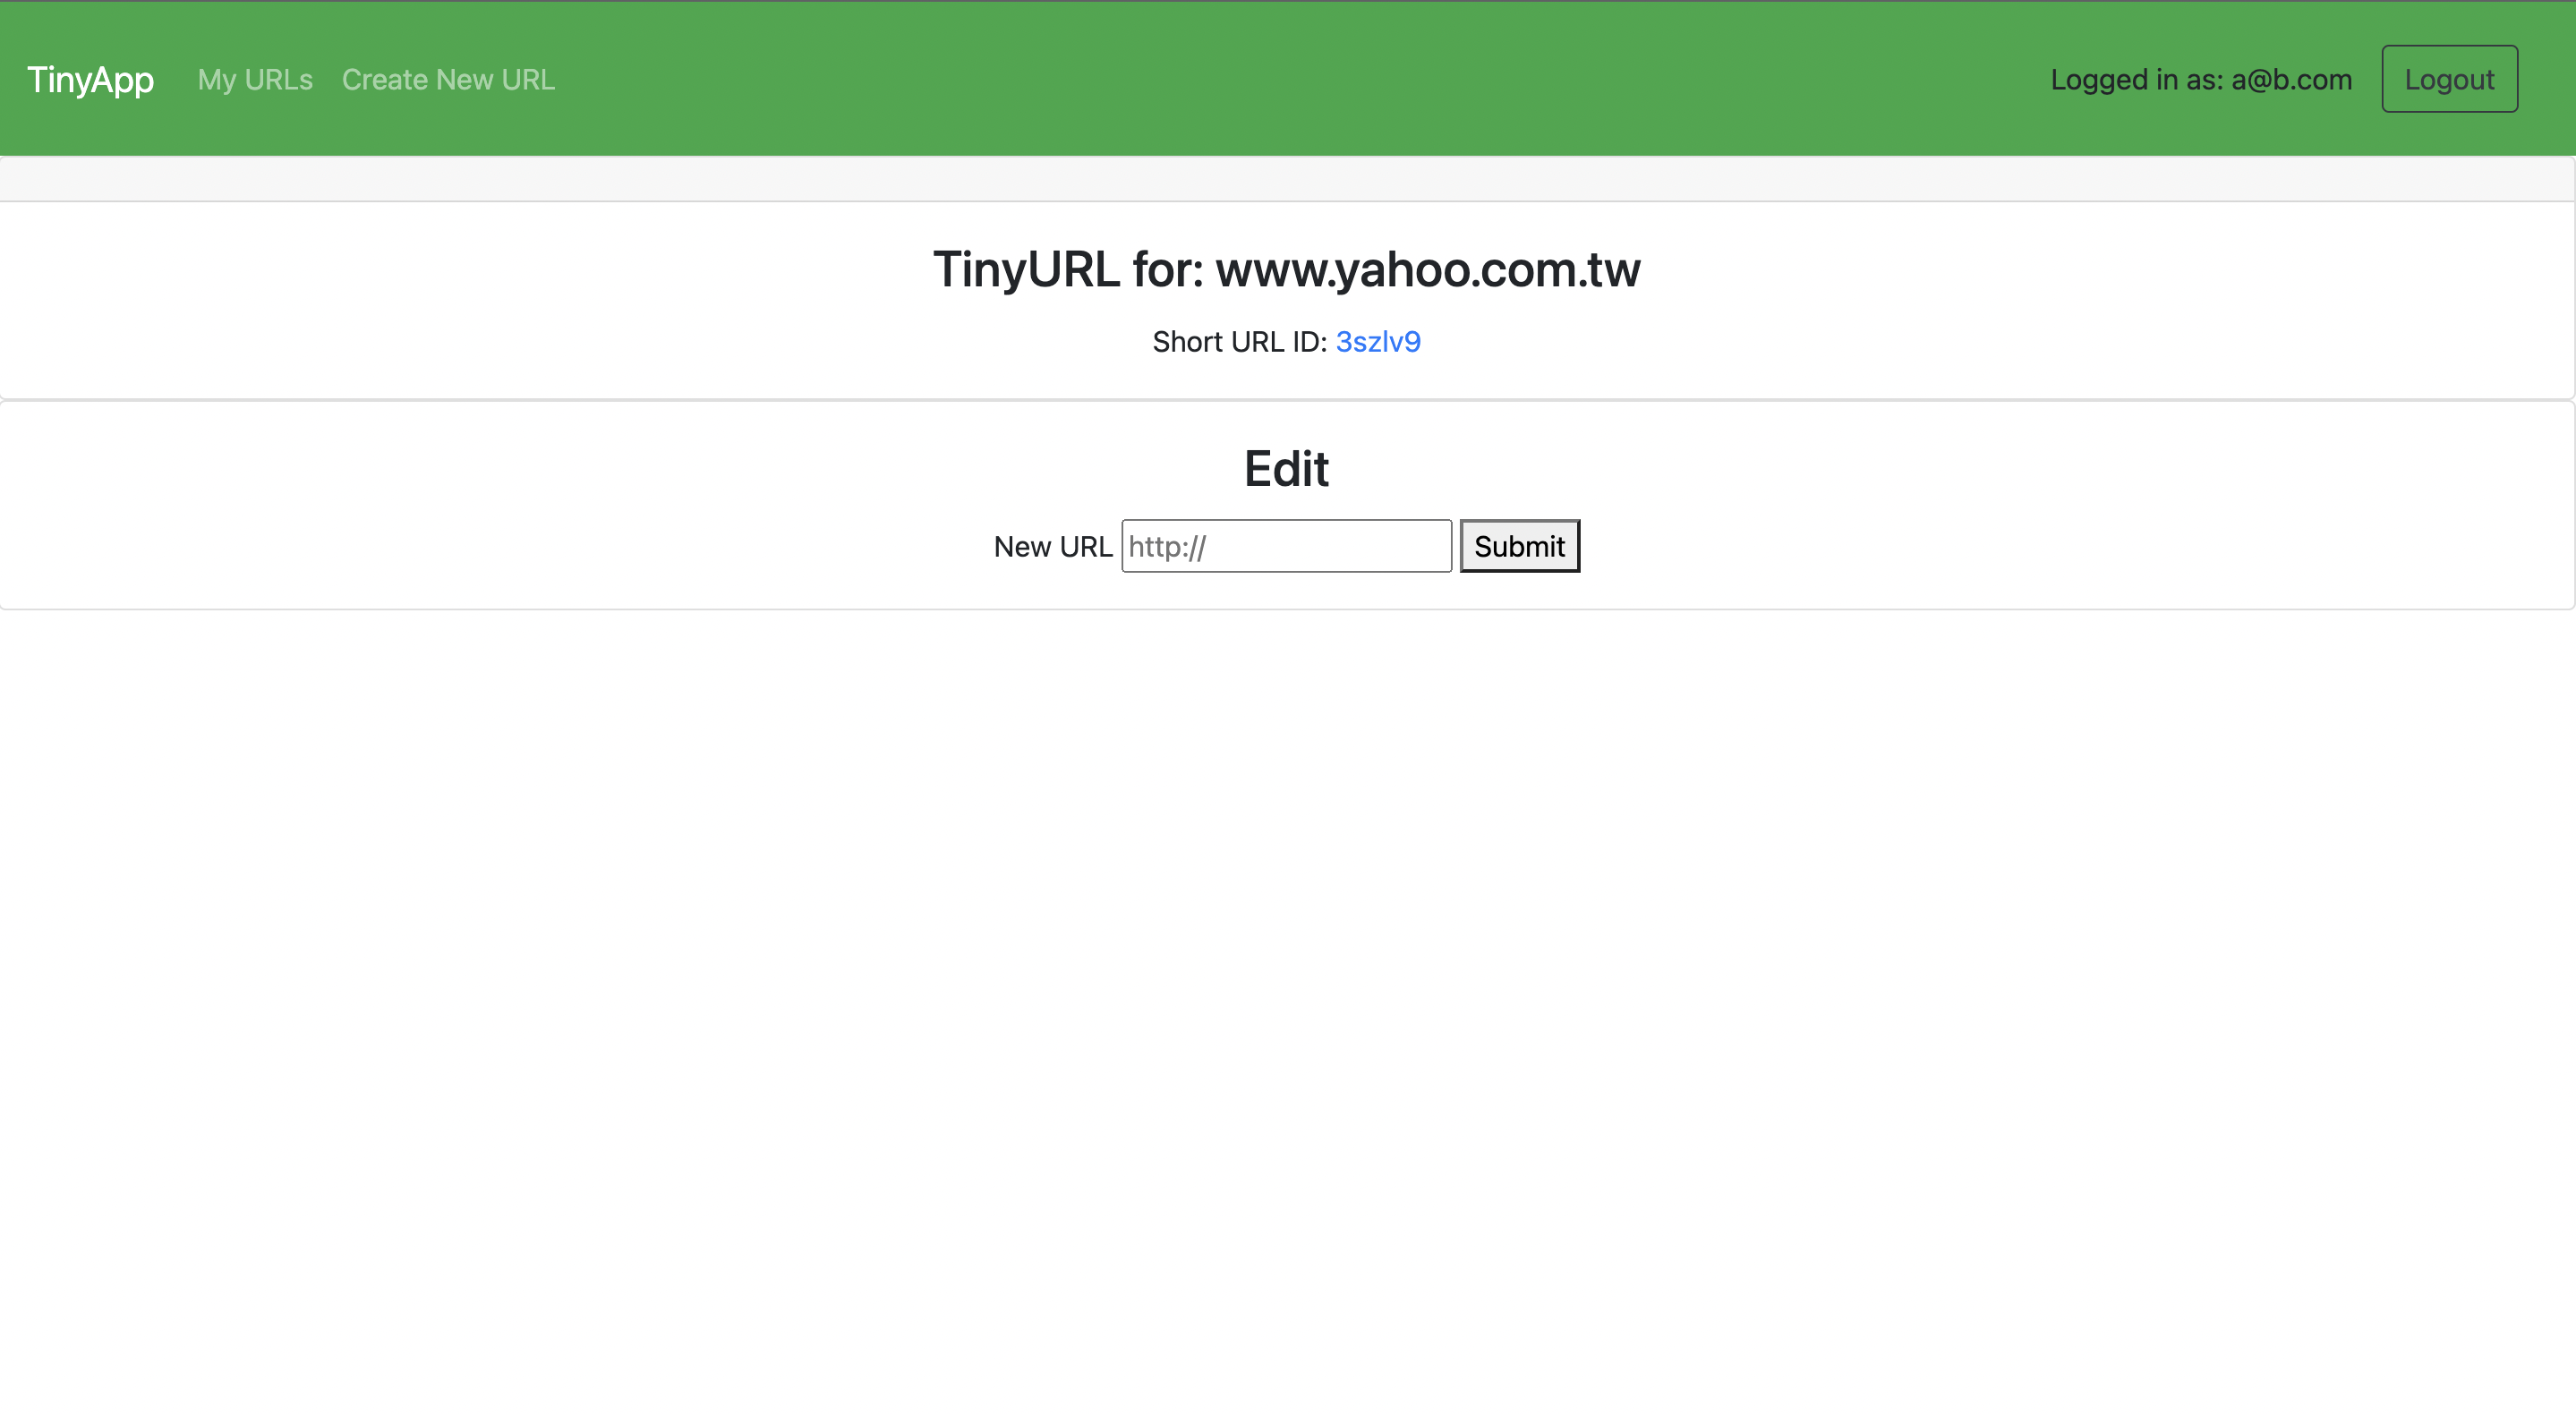 TinyApp My URLs Create New URL Logged in as: a@b.com Logout
TinyURL for: www.yahoo.com.tw
Short URL ID: 3szlv9
Edit
New URL http:// Submit